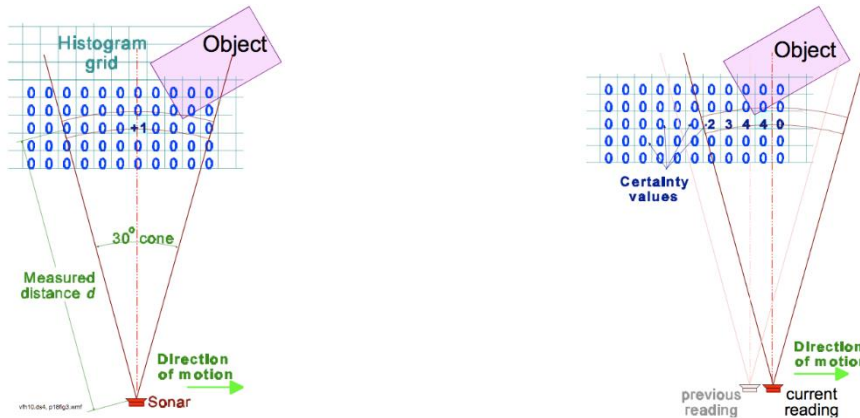 Histogram
grid
Object
0 0 0 0 0 0 0 0 0 0 0
0 0 0 0 0 0 0 0 0 0 0
0 0 0 0 0 0 +1 0 0 0 0
0 0 0 0 0 0 0 0 0 0 0
0 0 0 0 0 0 0 0 0 0 0
30° cone
Measured
distance d
Direction
of motion
Sonar
Object
0 0 0 0 0 0 0 0 0 0 0
0 0 0 0 0 0 0 0 0 0 0
0 0 0 2 3 4 4 0
0 0 0 0 0 0 0 0 0 0 0
0 0 0 0 0 0 0 0 0 0 0
Certainty
values
Direction
of motion
previous
reading
current
reading